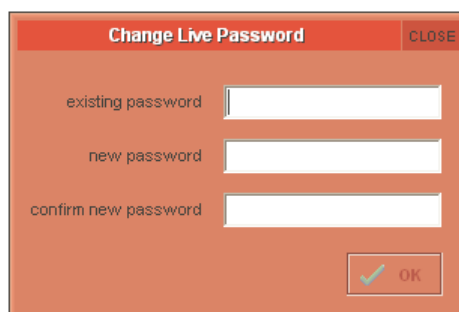 Change Live Password
CLOSE
existing password
new password
confirm new password
OK